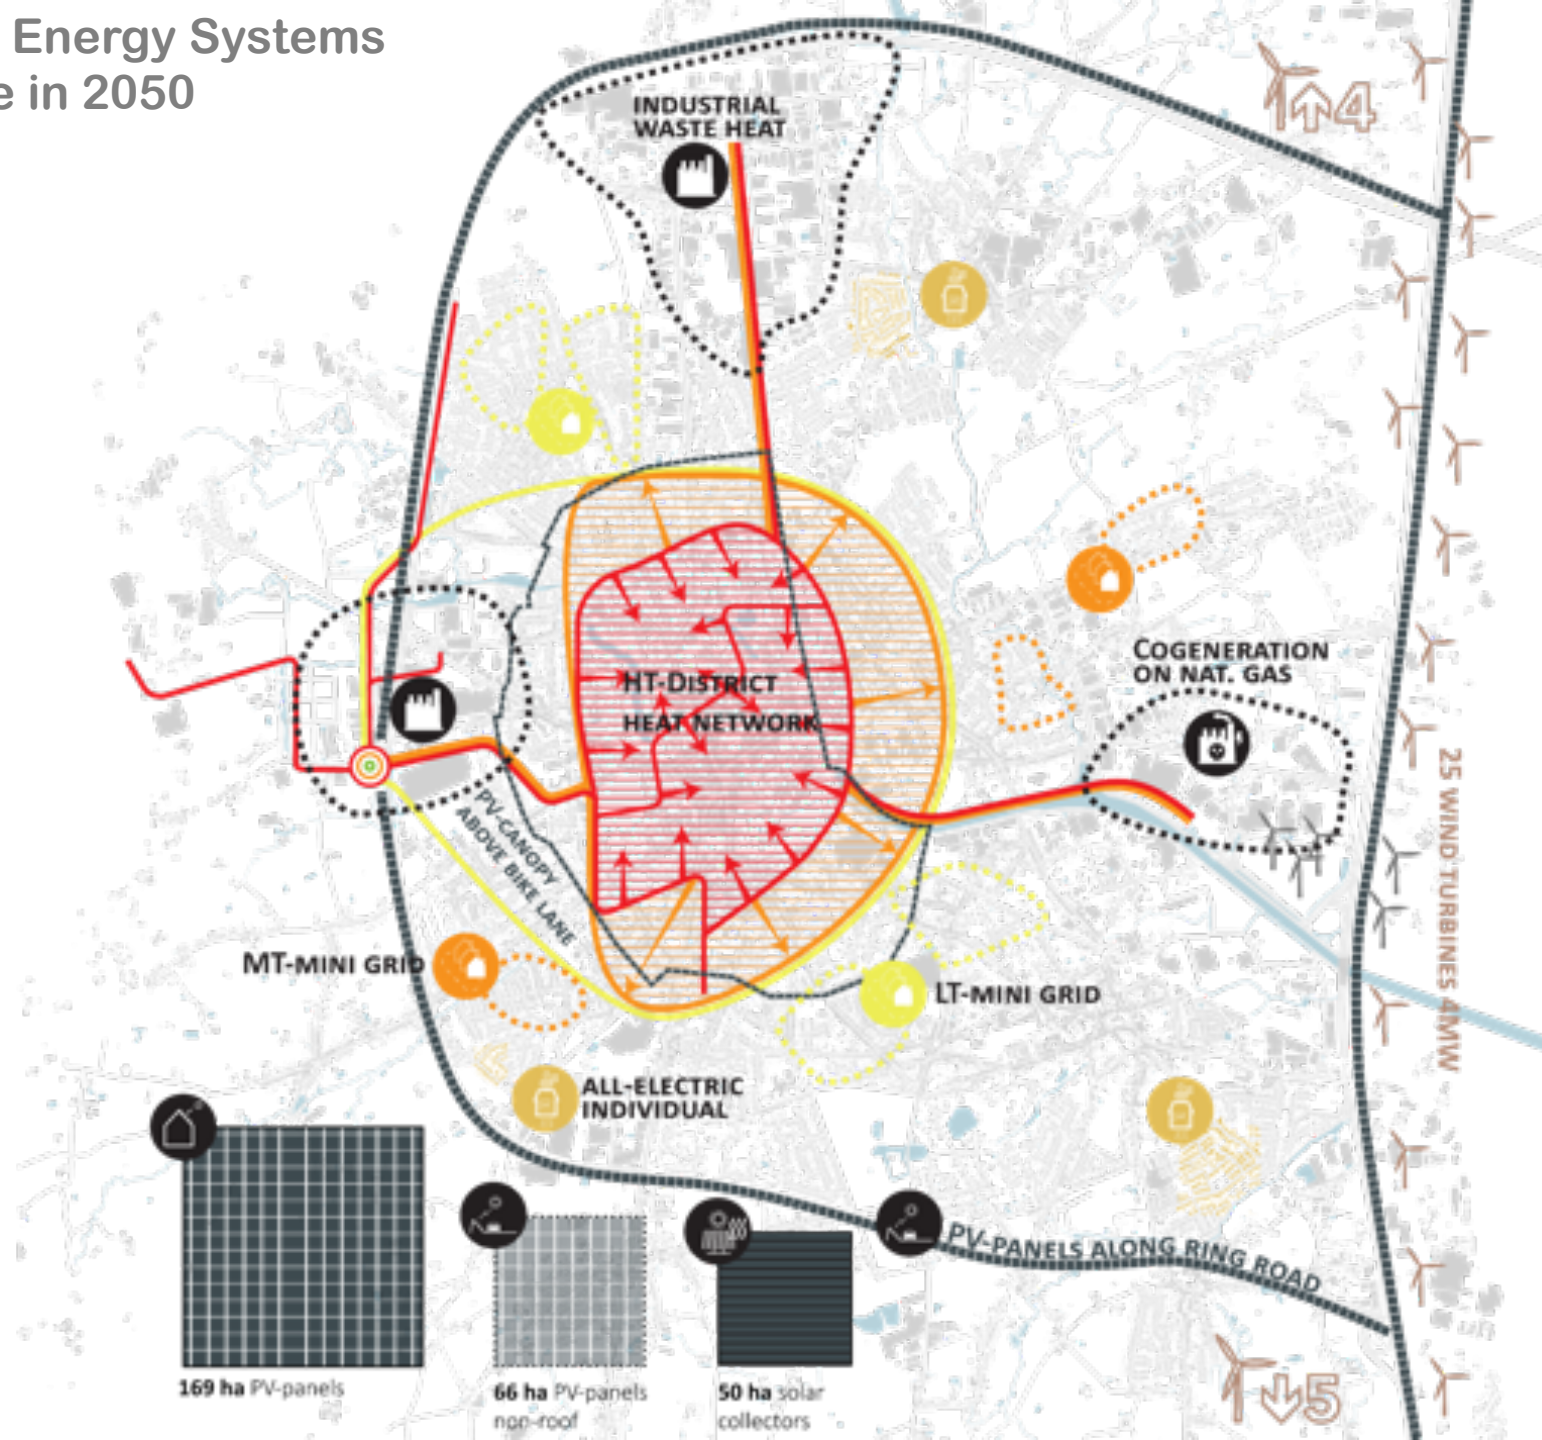 Energy Systems
e in 2050
INDUSTRIAL
WASTE HEAT
4
COGENERATION
ON NAT. GAS
HT-DISTRICT
HEAT NETWORK
25 WIND TURBINES 4MW
PV-CANOPY
ABOVE BIKE LANE
MT-MINI GRID
LT-MINI GRID
ALL-ELECTRIC
INDIVIDUAL
PV-PANELS ALONG RING ROAD
169 ha PV-panels
66 ha PV-panels
non-roof
50 ha solar
collectors
5